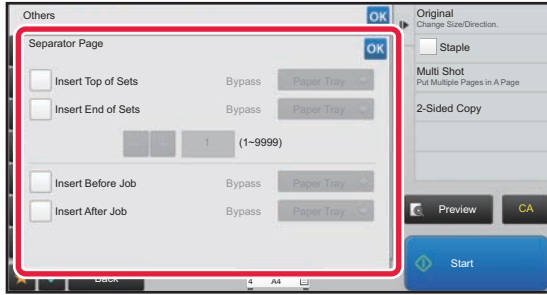 Others
OK
Separator Page
OK
Insert Top of Sets
Bypass
Paper Tray
Insert End of Sets
Bypass
Paper Tray
1
(1~9999)
Insert Before Job
Bypass
Paper Tray
Insert After Job
Bypass
Paper Tray
Back
4 A4
Original
Change Size/Direction.
Staple
Multi Shot
Put Multiple Pages in A Page
2-Sided Copy
Preview
CA
Start